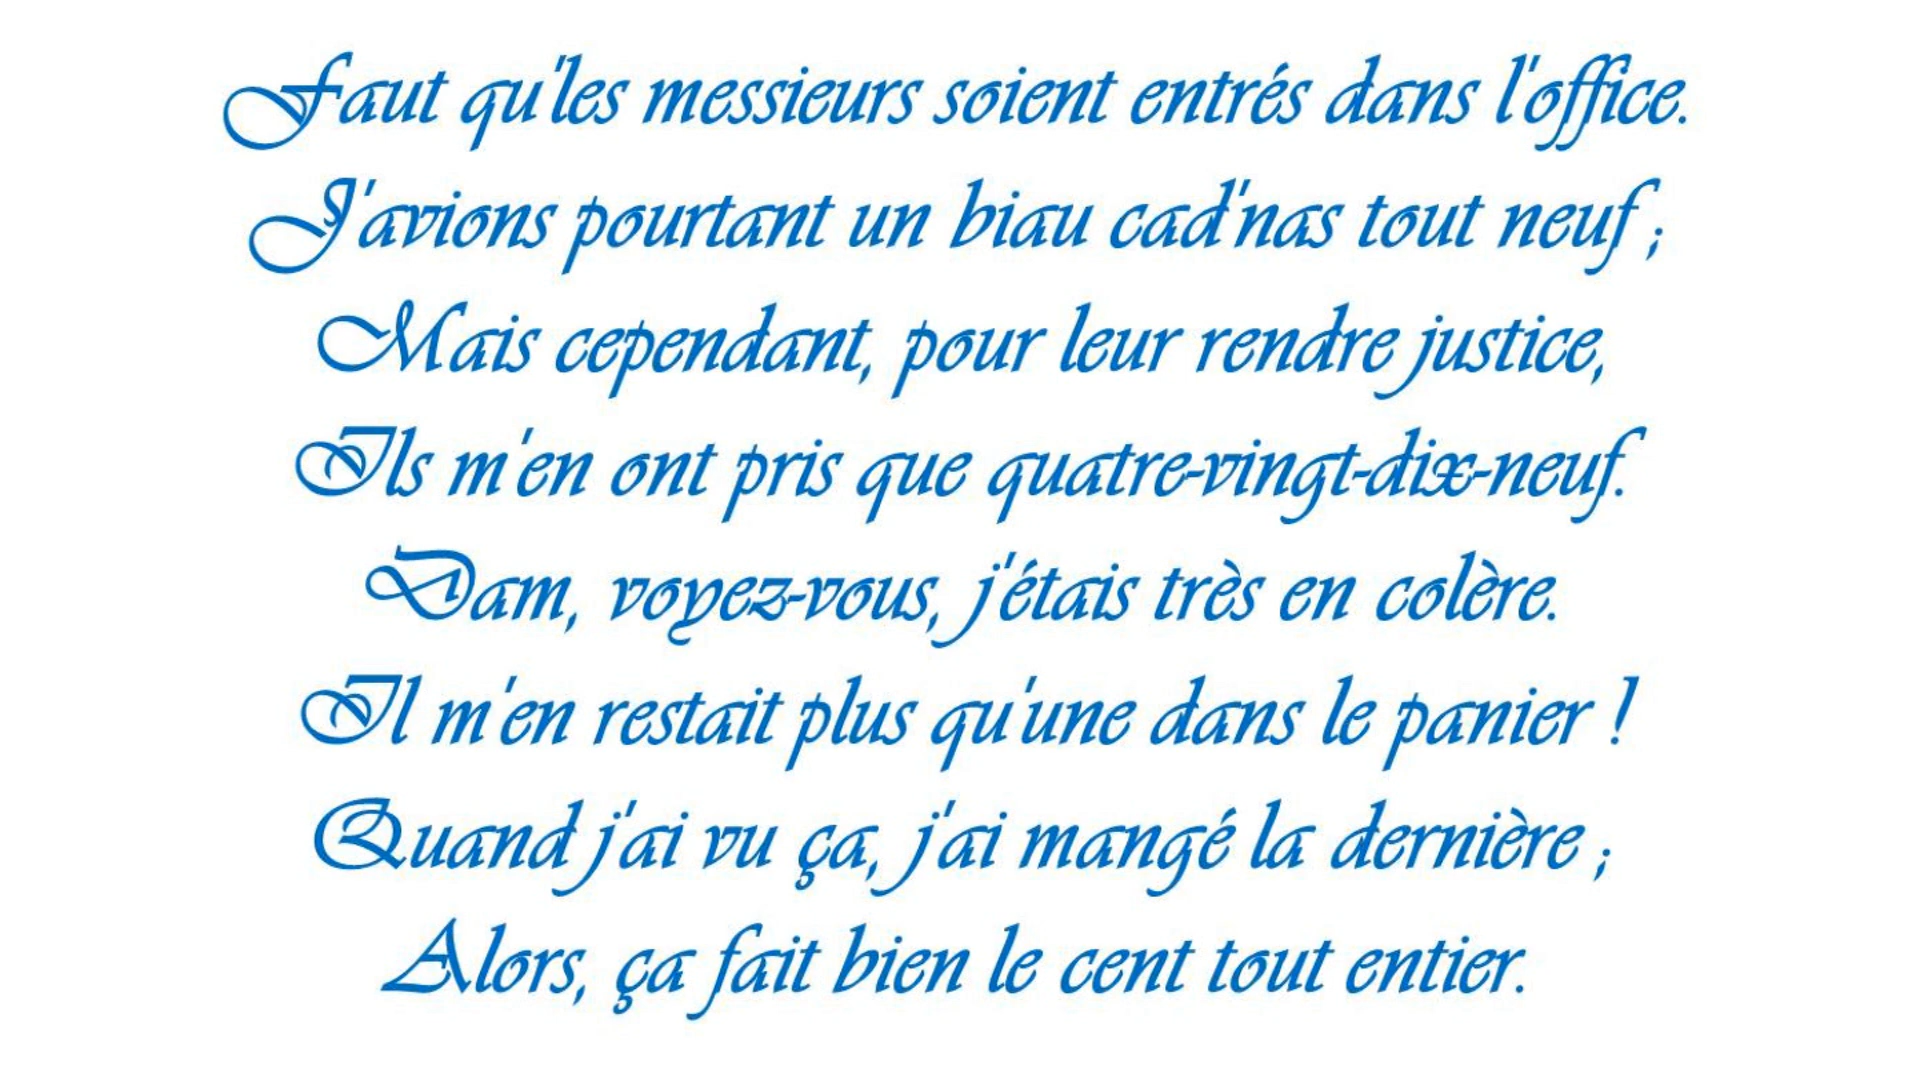 Faut qu'les messieurs soient entrés dans l'office.
J'avions pourtant un biau cad'nas tout neuf ;
Mais cependant, pour leur rendre justice,
Ils m'en ont pris que quatre-vingt-dix-neuf.
Dam, voyez-vous, j'étais très en colère.
Il m'en restait plus qu'une dans le panier !
Quand j'ai vu ça, j'ai mangé la dernière ;
Alors, ça fait bien le cent tout entier.